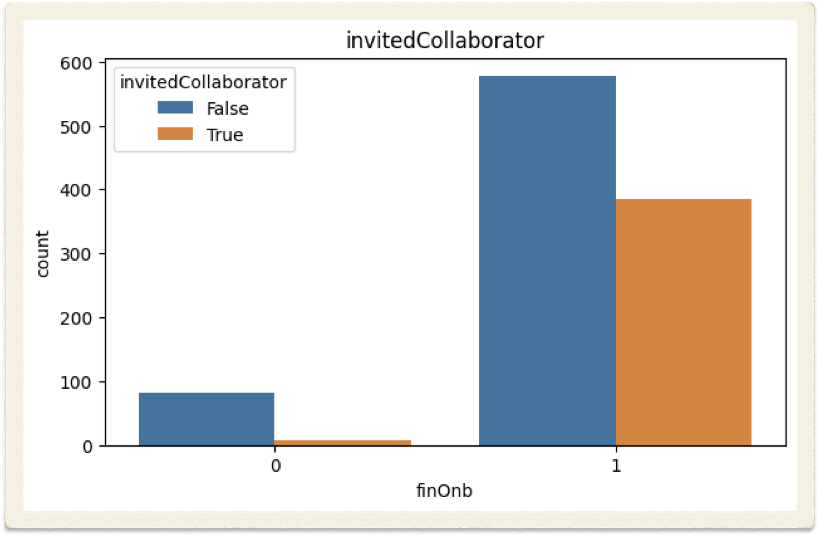 invitedCollaborator
600
500
400
300
200
100
0
count
invitedCollaborator
False
True
0 1
finOnb